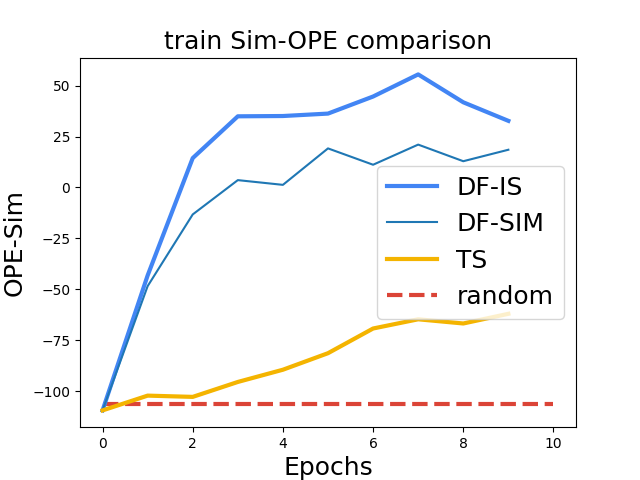 train Sim-OPE comparison
OPE-Sim
50
25
0
−25
−50
−75
−100
DF-IS
DF-SIM
TS
random
0 2 4 6 8 10
Epochs